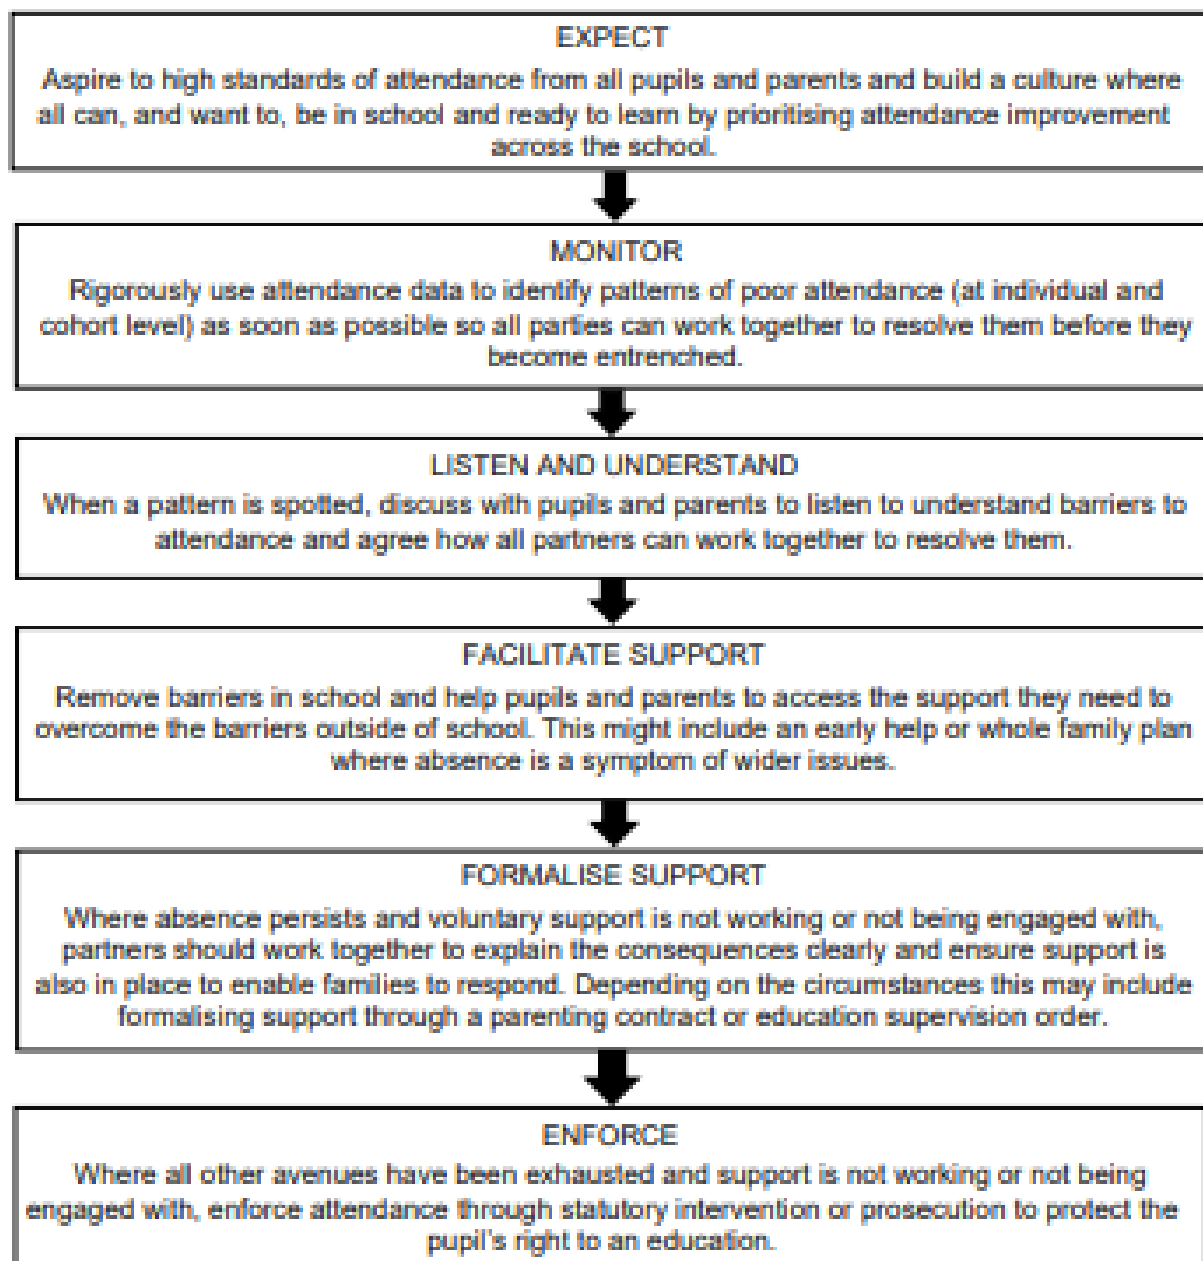 EXPECT
Aspire to high standards of attendance from all pupils and parents and build a culture where
all can, and want to, be in school and ready to learn by prioritising attendance improvement
across the school.
MONITOR
Rigorously use attendance data to identify patterns of poor attendance (at individual and
cohort level) as soon as possible so all parties can work together to resolve them before they
become entrenched.
LISTEN AND UNDERSTAND
When a pattern is spotted, discuss with pupils and parents to listen to understand barriers to
attendance and agree how all partners can work together to resolve them.
FACILITATE SUPPORT
Remove barriers in school and help pupils and parents to access the support they need to
overcome the barriers outside of school. This might include an early help or whole family plan
where absence is a symptom of wider issues.
FORMALISE SUPPORT
Where absence persists and voluntary support is not working or not being engaged with,
partners should work together to explain the consequences clearly and ensure support is
also in place to enable families to respond. Depending on the circumstances this may include
formalising support through a parenting contract or education supervision order.
ENFORCE
Where all other avenues have been exhausted and support is not working or not being
engaged with, enforce attendance through statutory intervention or prosecution to protect the
pupil's right to an education.